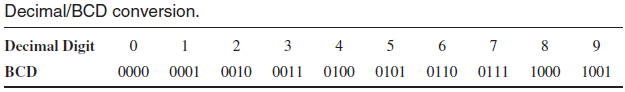 Decimal/BCD conversion.
Decimal Digit 0 1 2 3 4 5 6 7 8 9
BCD 0000 0001 0010 0011 0100 0101 0110 0111 1000 1001